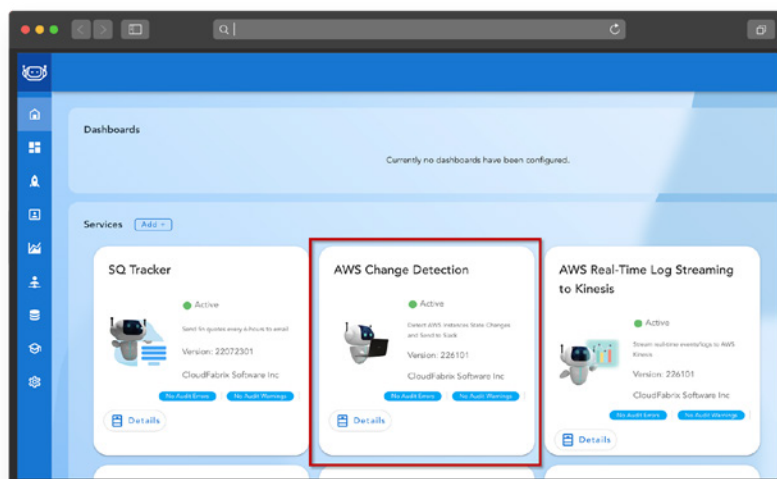 Dashboards
Currently no dashboards have been configured.
Services
Add +
SQ Tracker
Active
Send 5n quotes every 6 hours to email
Version: 22072301
CloudFabrix Software Inc
No Audit Errors
No Audit Warnings
Details
AWS Change Detection
Active
Detect AWS Instances State Changes
and Send to Slack
Version: 226101
CloudFabrix Software Inc
No Audit Errors
No Audit Warnings
Details
AWS Real-Time Log Streaming
to Kinesis
Active
Stream real-time events/logs to AWS
Kinesis
Version: 226101
CloudFabrix Software Inc
No Audit Errors
No Audit Warnings
Details